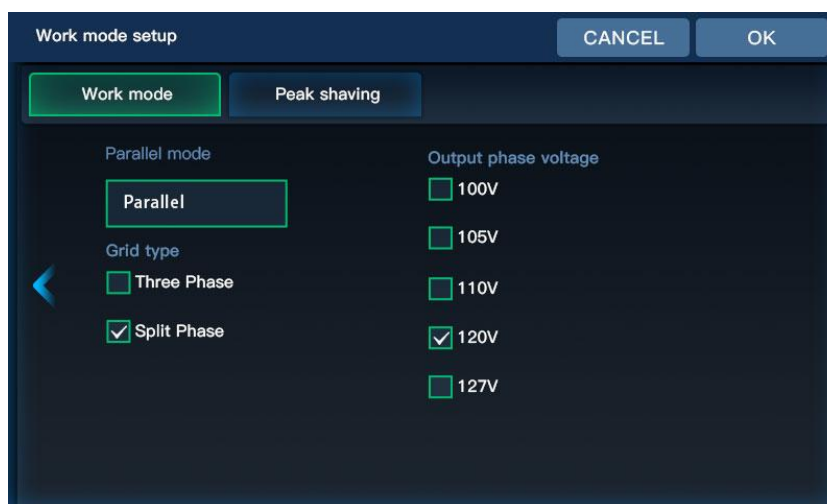 Work mode setup
CANCEL
OK
Work mode
Peak shaving
Parallel mode
Parallel
Grid type
Three Phase
Split Phase
Output phase voltage
100V
105V
110V
120V
127V